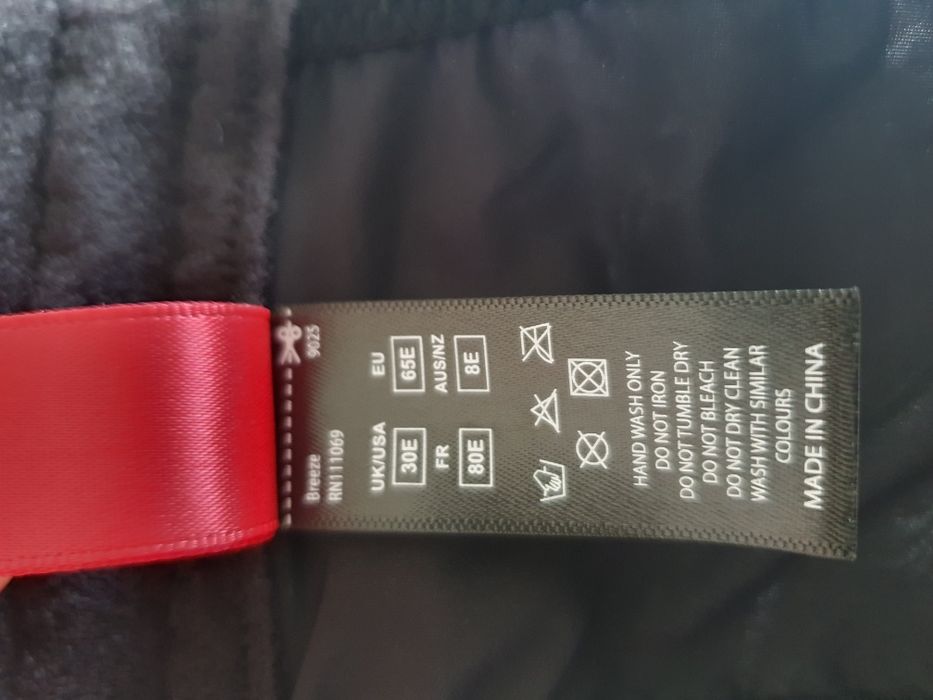 Breeze 9025
RN111069
UK/USA EU
30E 65E
FR AUS/NZ
80E 8E
HAND WASH ONLY
DO NOT IRON
DO NOT TUMBLE DRY
DO NOT BLEACH
DO NOT DRY CLEAN
WASH WITH SIMILAR
COLOURS
MADE IN CHINA